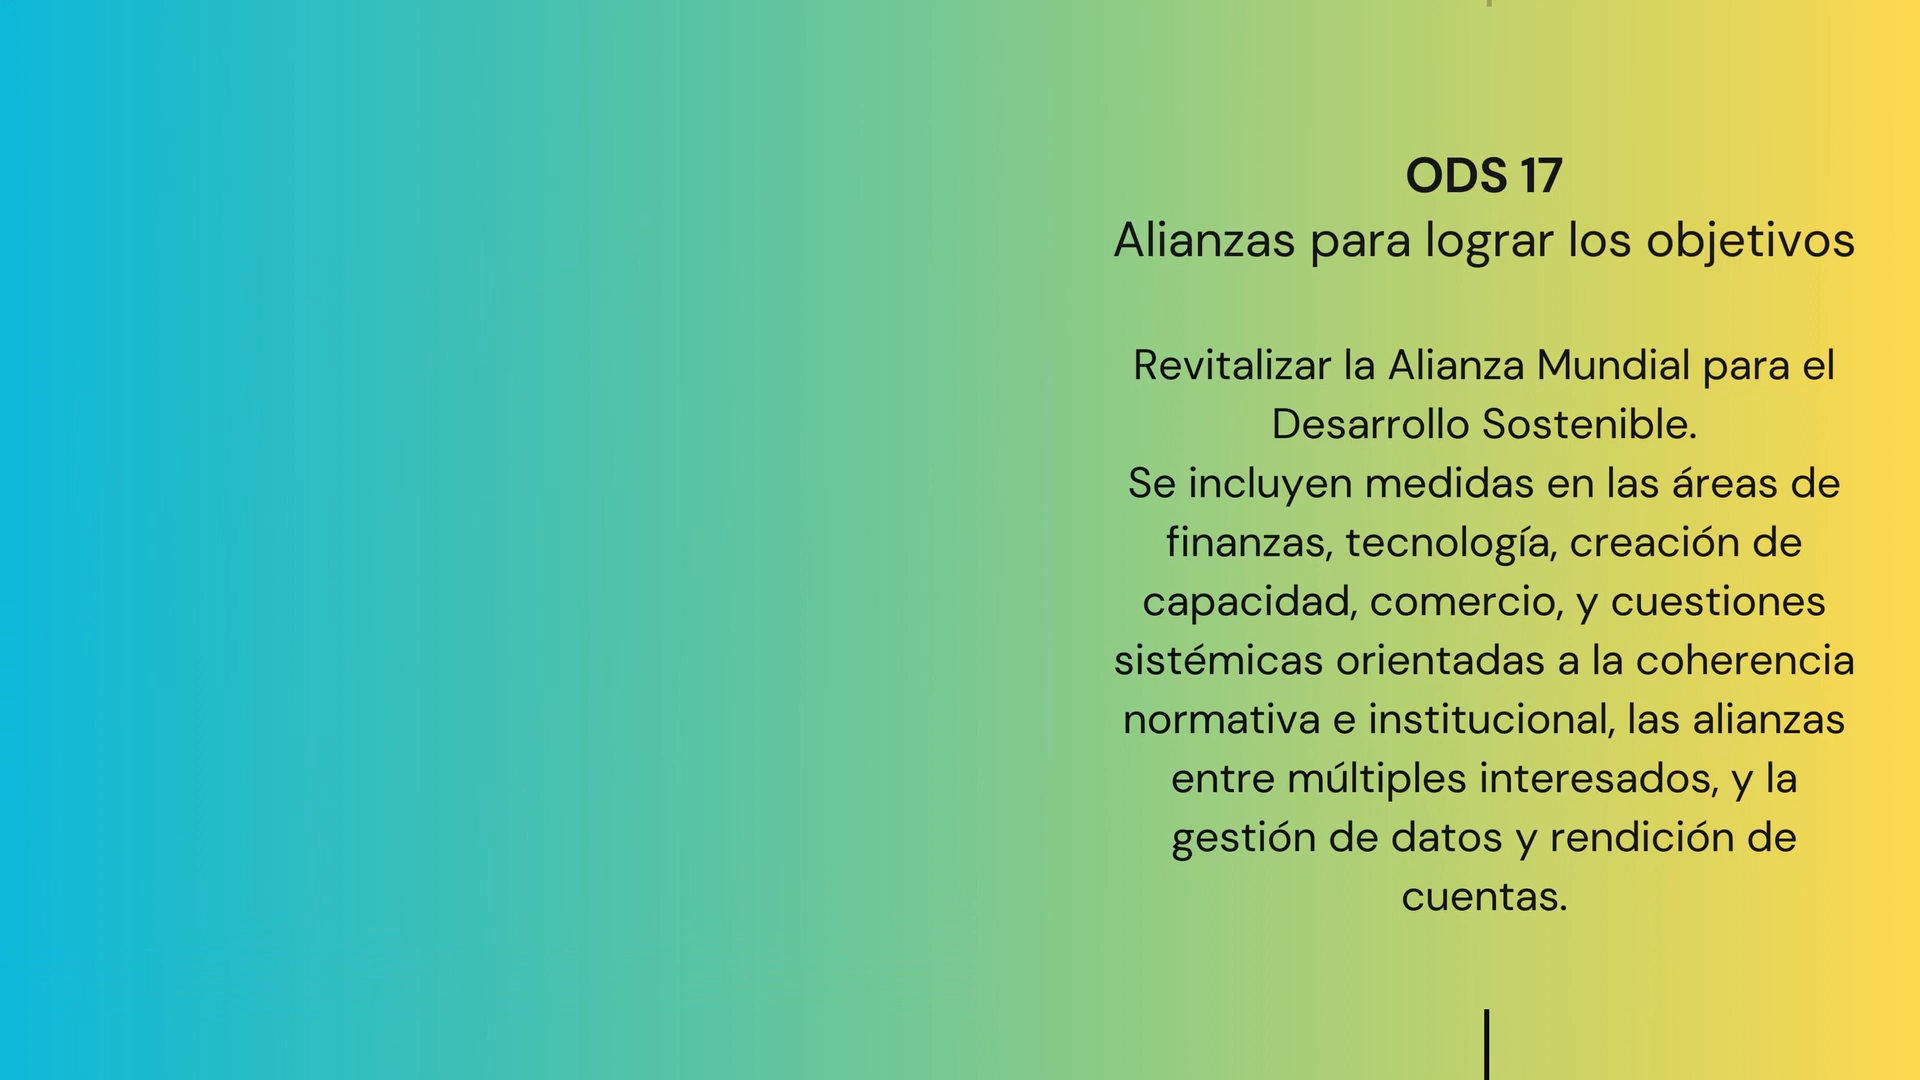 ODS 17
Alianzas para lograr los objetivos
Revitalizar la Alianza Mundial para el
Desarrollo Sostenible.
Se incluyen medidas en las áreas de
finanzas, tecnología, creación de
capacidad, comercio, y cuestiones
sistémicas orientadas a la coherencia
normativa e institucional, las alianzas
entre múltiples interesados, y la
gestión de datos y rendición de
cuentas.